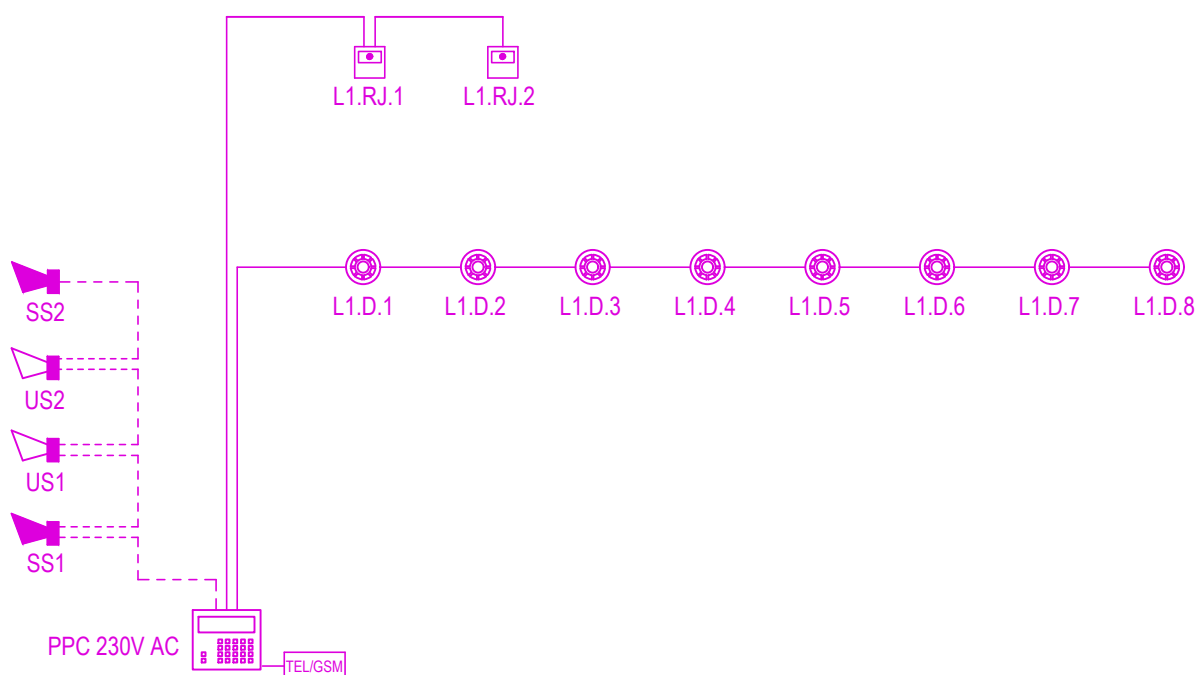 L1.RJ.1 L1.RJ.2
L1.D.1 L1.D.2 L1.D.3 L1.D.4 L1.D.5 L1.D.6 L1.D.7 L1.D.8
SS2
US2
US1
SS1
PPC 230V AC
TEL/GSM